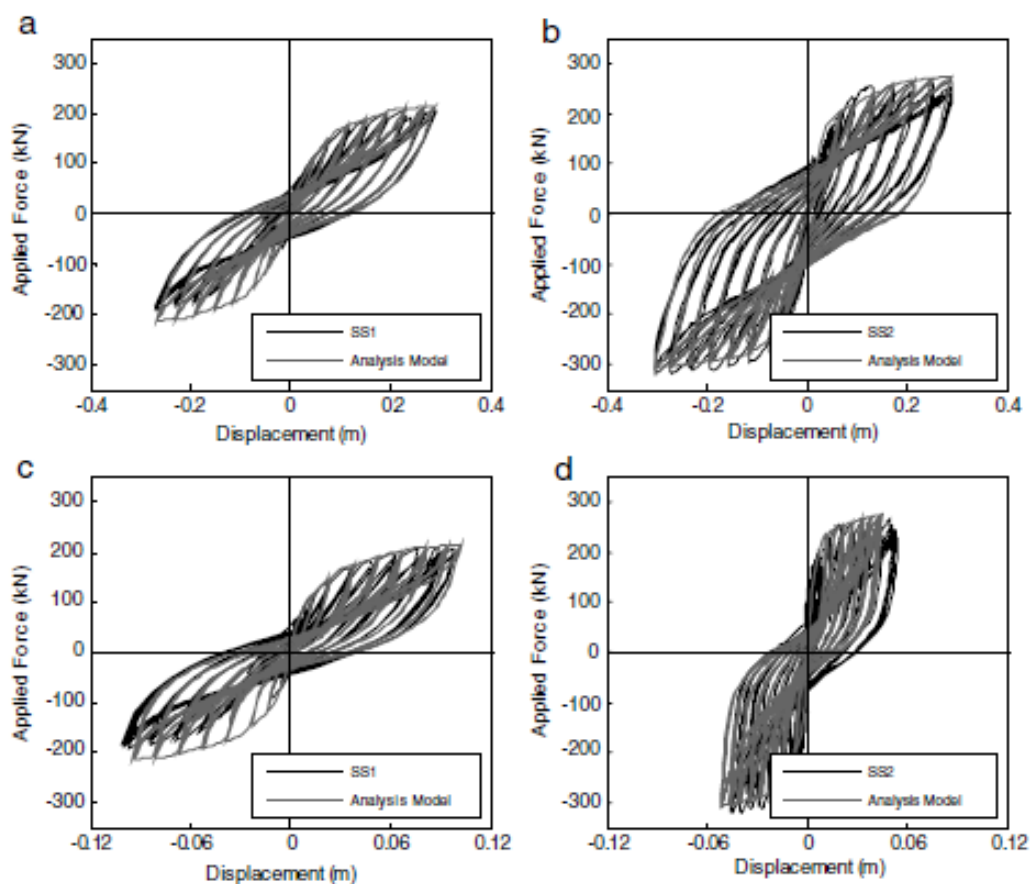 a
300
200
100
0
-100
-200
-300
Applied Force (kN)
SS1
Analysis Model
-0.4 -0.2 0 0.2 0.4
Displacement (m)
b
300
200
100
0
-100
-200
-300
Applied Force (kN)
SS2
Analysis Model
-0.4 -0.2 0 0.2 0.4
Displacement (m)
c
300
200
100
0
-100
-200
-300
Applied Force (kN)
SS1
Analysis Model
-0.12 -0.06 0 0.06 0.12
Displacement (m)
d
300
200
100
0
-100
-200
-300
Applied Force (kN)
SS2
Analysis Model
-0.12 -0.06 0 0.06 0.12
Displacement (m)